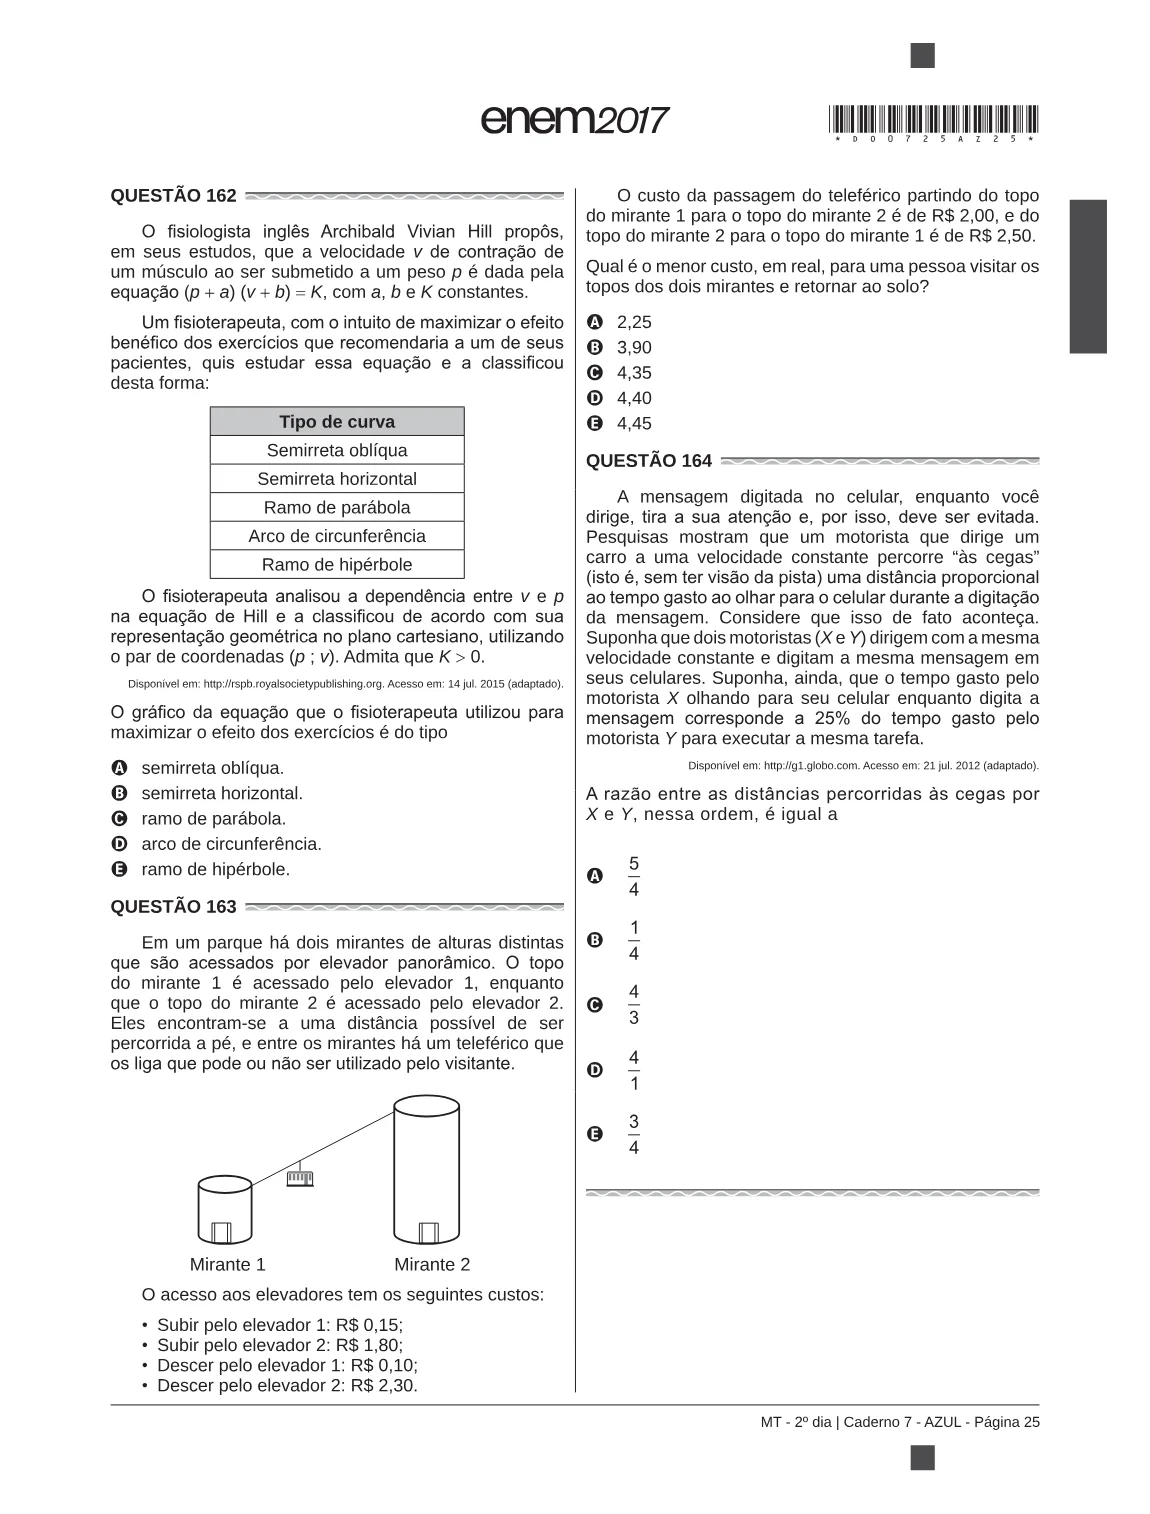 enem2017
*D00725AZ25*
QUESTÃO 162
O fisiologista inglês Archibald Vivian Hill propôs,
em seus estudos, que a velocidade v de contração de
um músculo ao ser submetido a um peso p é dada pela
equação (p + a) (v + b) = K, com a, b e K constantes.
Um fisioterapeuta, com o intuito de maximizar o efeito
benéfico dos exercícios que recomendaria a um de seus
pacientes, quis estudar essa equação e a classificou
desta forma:
Tipo de curva
Semirreta oblíqua
Semirreta horizontal
Ramo de parábola
Arco de circunferência
Ramo de hipérbole
O fisioterapeuta analisou a dependência entre v e p
na equação de Hill e a classificou de acordo com sua
representação geométrica no plano cartesiano, utilizando
o par de coordenadas (p ; v). Admita que K > 0.
Disponível em: http://rspb.royalsocietypublishing.org. Acesso em: 14 jul. 2015 (adaptado).
O gráfico da equação que o fisioterapeuta utilizou para
maximizar o efeito dos exercícios é do tipo
A semirreta oblíqua.
B semirreta horizontal.
C ramo de parábola.
D arco de circunferência.
E ramo de hipérbole.
QUESTÃO 163
Em um parque há dois mirantes de alturas distintas
que são acessados por elevador panorâmico. O topo
do mirante 1 é acessado pelo elevador 1, enquanto
que o topo do mirante 2 é acessado pelo elevador 2.
Eles encontram-se a uma distância possível de ser
percorrida a pé, e entre os mirantes há um teleférico que
os liga que pode ou não ser utilizado pelo visitante.
Mirante 1 Mirante 2
O acesso aos elevadores tem os seguintes custos:
• Subir pelo elevador 1: R$ 0,15;
• Subir pelo elevador 2: R$ 1,80;
• Descer pelo elevador 1: R$ 0,10;
• Descer pelo elevador 2: R$ 2,30.
O custo da passagem do teleférico partindo do topo
do mirante 1 para o topo do mirante 2 é de R$ 2,00, e do
topo do mirante 2 para o topo do mirante 1 é de R$ 2,50.
Qual é o menor custo, em real, para uma pessoa visitar os
topos dos dois mirantes e retornar ao solo?
A 2,25
B 3,90
C 4,35
D 4,40
E 4,45
QUESTÃO 164
A mensagem digitada no celular, enquanto você
dirige, tira a sua atenção e, por isso, deve ser evitada.
Pesquisas mostram que um motorista que dirige um
carro a uma velocidade constante percorre “às cegas”
(isto é, sem ter visão da pista) uma distância proporcional
ao tempo gasto ao olhar para o celular durante a digitação
da mensagem. Considere que isso de fato aconteça.
Suponha que dois motoristas (X e Y) dirigem com a mesma
velocidade constante e digitam a mesma mensagem em
seus celulares. Suponha, ainda, que o tempo gasto pelo
motorista X olhando para seu celular enquanto digita a
mensagem corresponde a 25% do tempo gasto pelo
motorista Y para executar a mesma tarefa.
Disponível em: http://g1.globo.com. Acesso em: 21 jul. 2012 (adaptado).
A razão entre as distâncias percorridas às cegas por
X e Y, nessa ordem, é igual a
A 5/4
B 1/4
C 4/3
D 4/1
E 3/4
MT - 2º dia | Caderno 7 - AZUL - Página 25